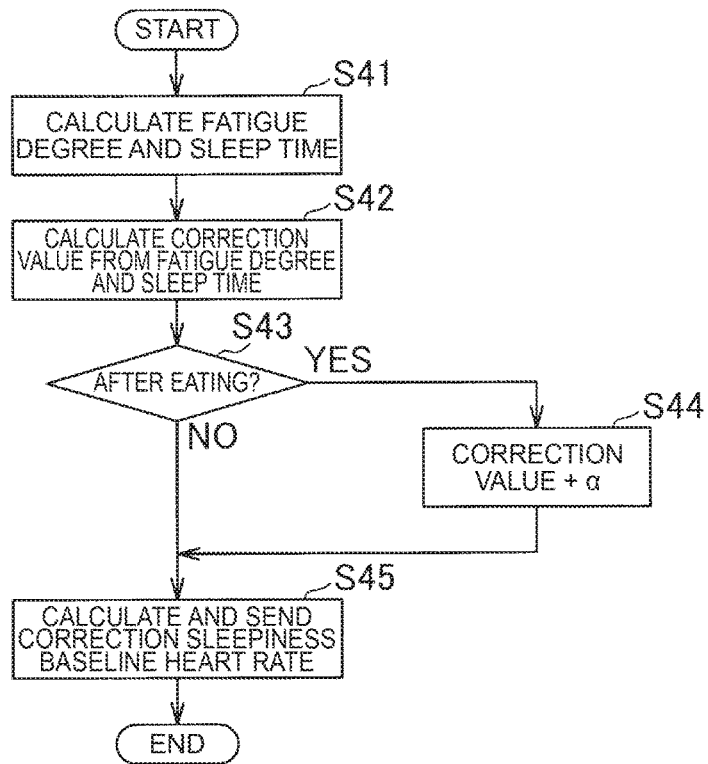 START
S41
CALCULATE FATIGUE
DEGREE AND SLEEP TIME
S42
CALCULATE CORRECTION
VALUE FROM FATIGUE DEGREE
AND SLEEP TIME
S43
AFTER EATING?
YES
NO
S44
CORRECTION
VALUE + α
S45
CALCULATE AND SEND
CORRECTION SLEEPINESS
BASELINE HEART RATE
END